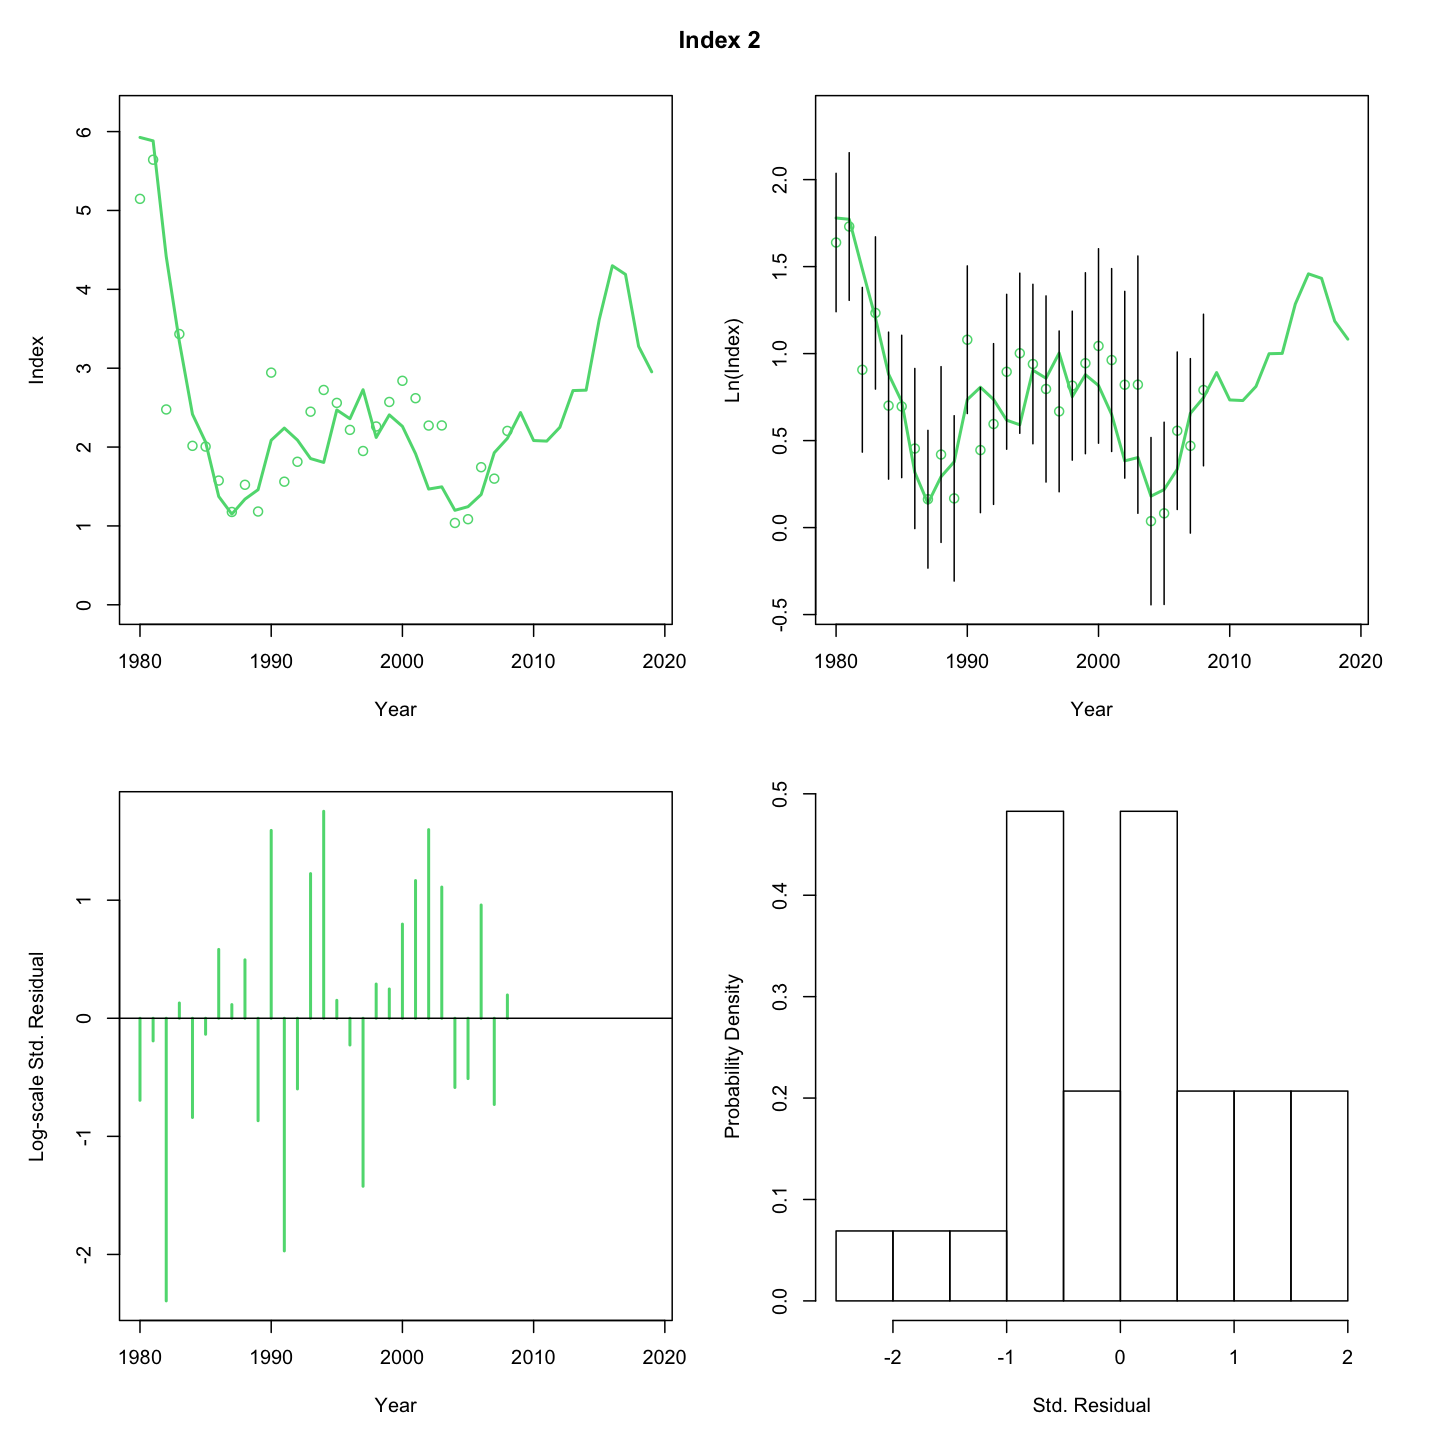 Index 2
Index
6
5
4
3
2
1
0
1980 1990 2000 2010 2020
Year
Ln(Index)
2.0
1.5
1.0
0.5
0.0
-0.5
1980 1990 2000 2010 2020
Year
Log-scale Std. Residual
1
0
-1
-2
1980 1990 2000 2010 2020
Year
Probability Density
0.5
0.4
0.3
0.2
0.1
0.0
-2 -1 0 1 2
Std. Residual